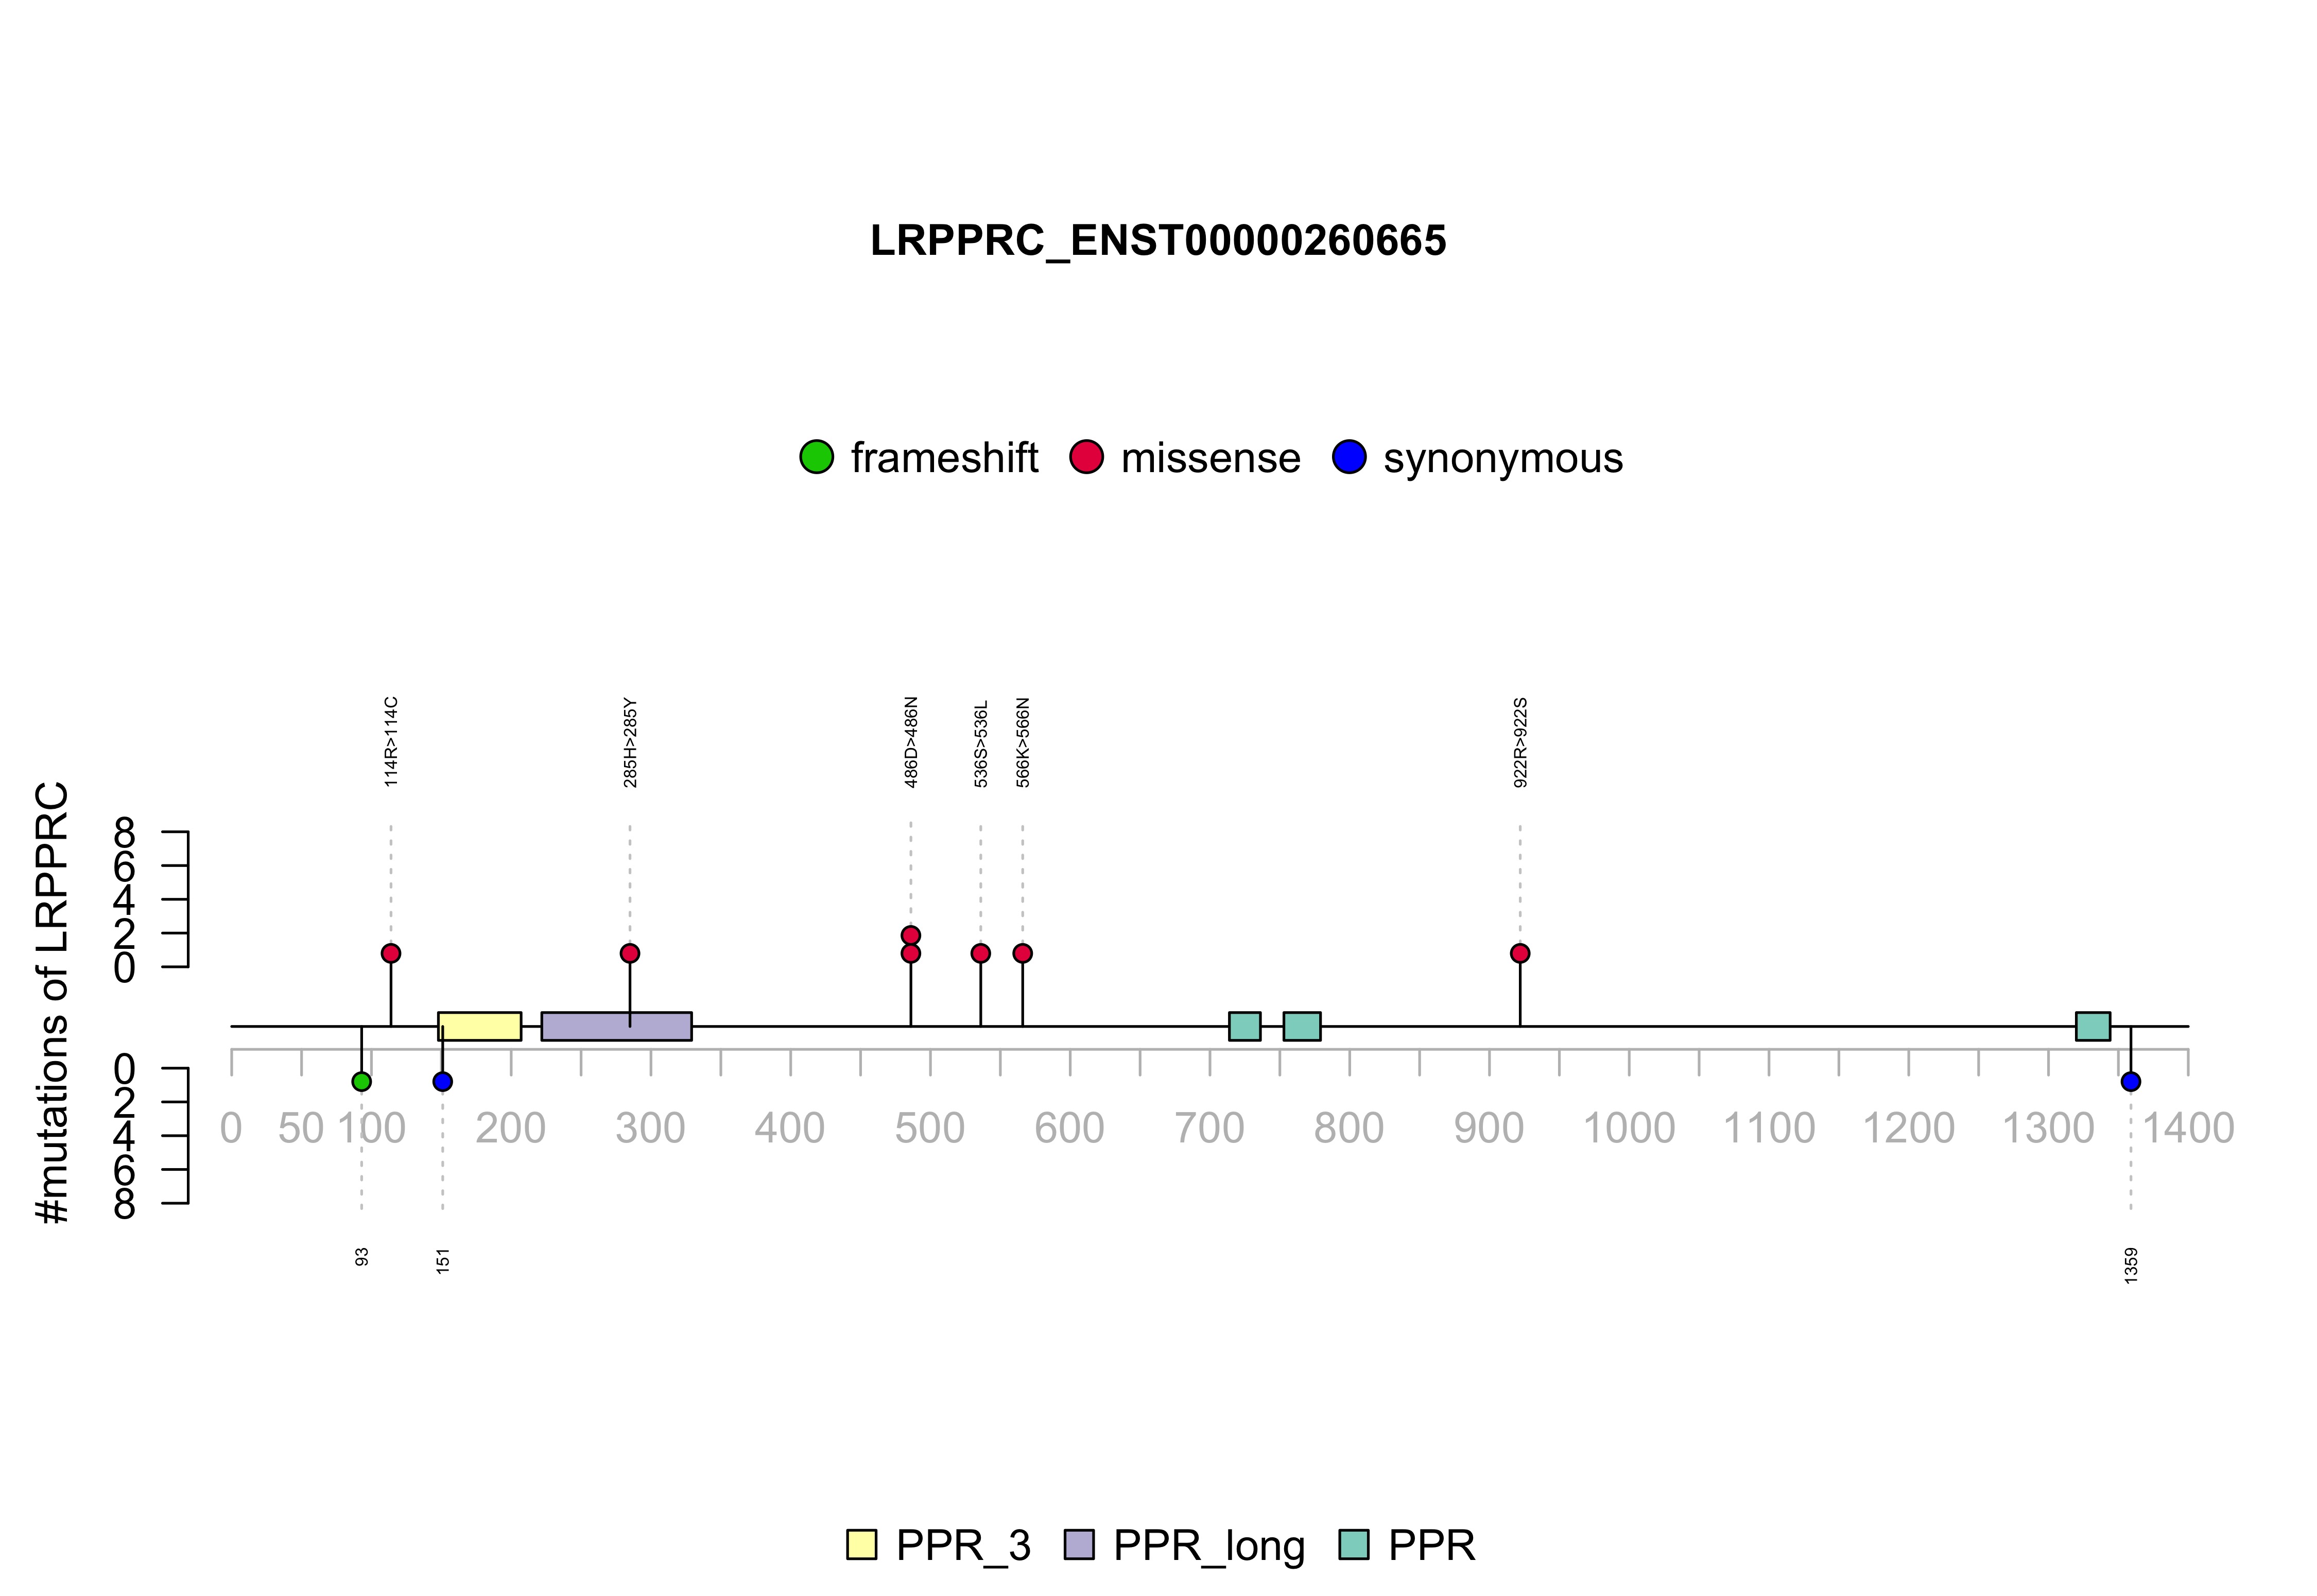 LRPPRC_ENST00000260665
frameshift missense synonymous
114R>114C 285H>285Y 486D>486N 536S>536L 566K>566N 922R>922S
#mutations of LRPPRC
8
6
4
2
0
0
2
4
6
8
0 50 100 200 300 400 500 600 700 800 900 1000 1100 1200 1300 1400
93 151 1359
PPR_3 PPR_long PPR